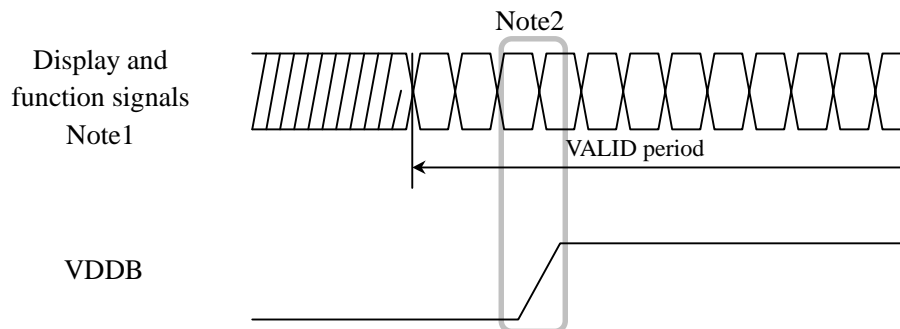 Note2
Display and
function signals
Note1
VALID period
VDDB